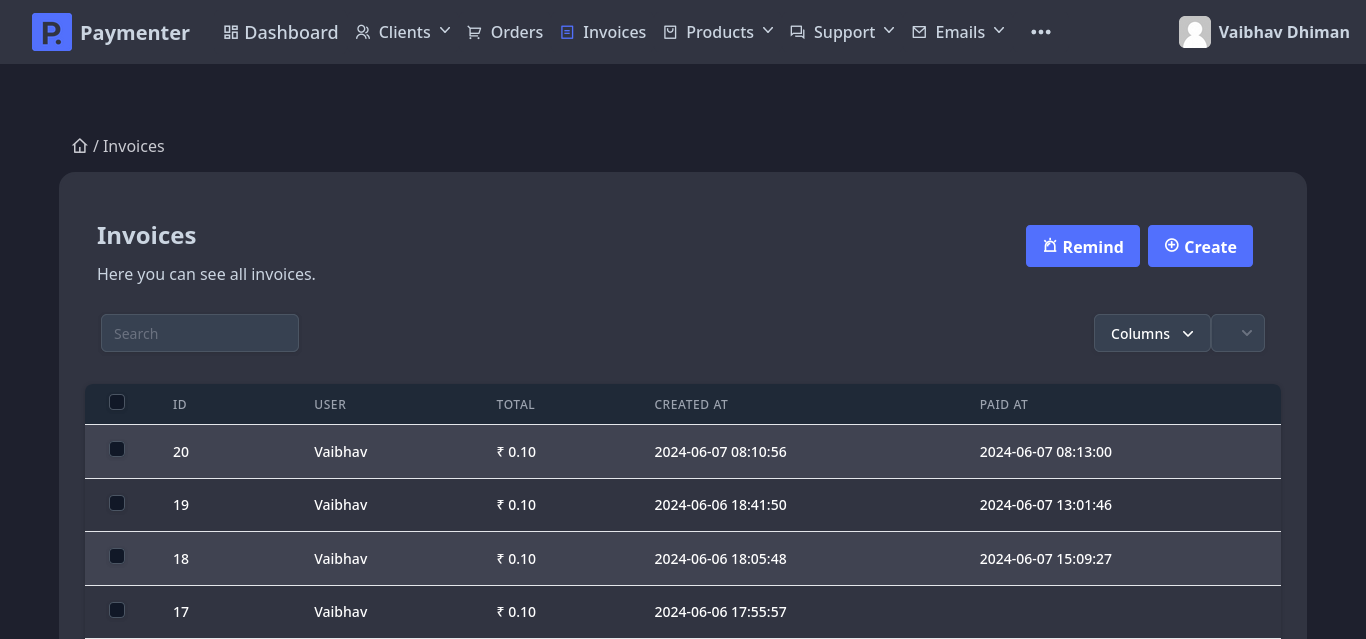 P. Paymenter Dashboard Clients Orders Invoices Products Support Emails ••• Vaibhav Dhiman
/ Invoices
Invoices
Remind Create
Here you can see all invoices.
Search Columns
ID USER TOTAL CREATED AT PAID AT
20 Vaibhav ₹ 0.10 2024-06-07 08:10:56 2024-06-07 08:13:00
19 Vaibhav ₹ 0.10 2024-06-06 18:41:50 2024-06-07 13:01:46
18 Vaibhav ₹ 0.10 2024-06-06 18:05:48 2024-06-07 15:09:27
17 Vaibhav ₹ 0.10 2024-06-06 17:55:57